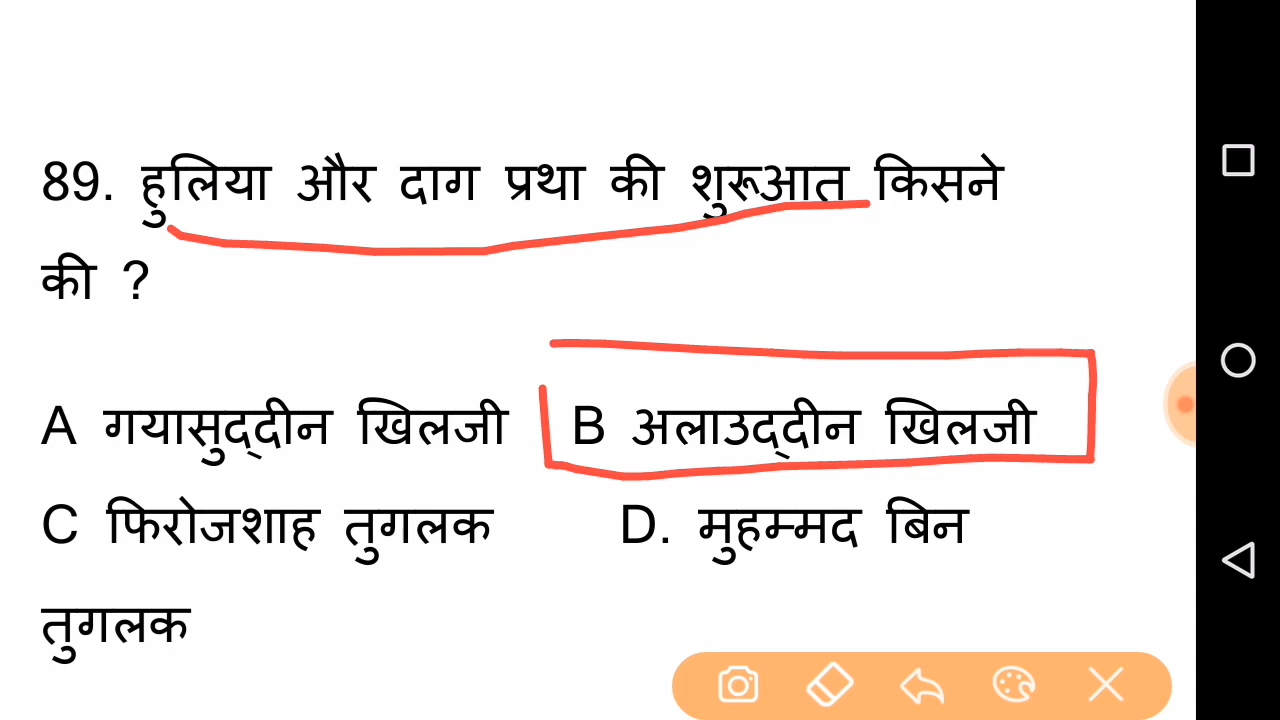 89. हुलिया और दाग प्रथा की शुरूआत किसने
की ?
A गयासुद्दीन खिलजी B अलाउद्दीन खिलजी
C फिरोजशाह तुगलक D. मुहम्मद बिन
तुगलक